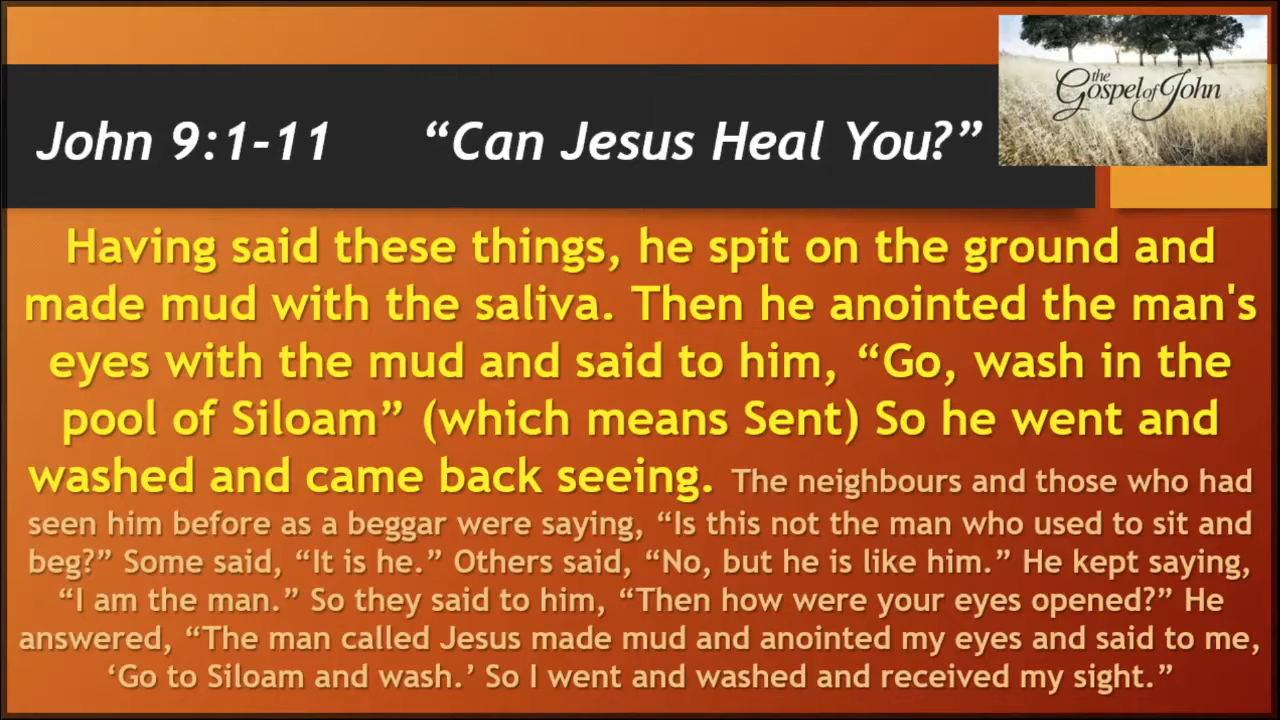 the
Gospel of John
John 9:1-11 “Can Jesus Heal You?”
Having said these things, he spit on the ground and
made mud with the saliva. Then he anointed the man's
eyes with the mud and said to him, “Go, wash in the
pool of Siloam” (which means Sent) So he went and
washed and came back seeing. The neighbours and those who had
seen him before as a beggar were saying, “Is this not the man who used to sit and
beg?” Some said, “It is he.” Others said, “No, but he is like him.” He kept saying,
“I am the man.” So they said to him, “Then how were your eyes opened?” He
answered, “The man called Jesus made mud and anointed my eyes and said to me,
‘Go to Siloam and wash.’ So I went and washed and received my sight.”